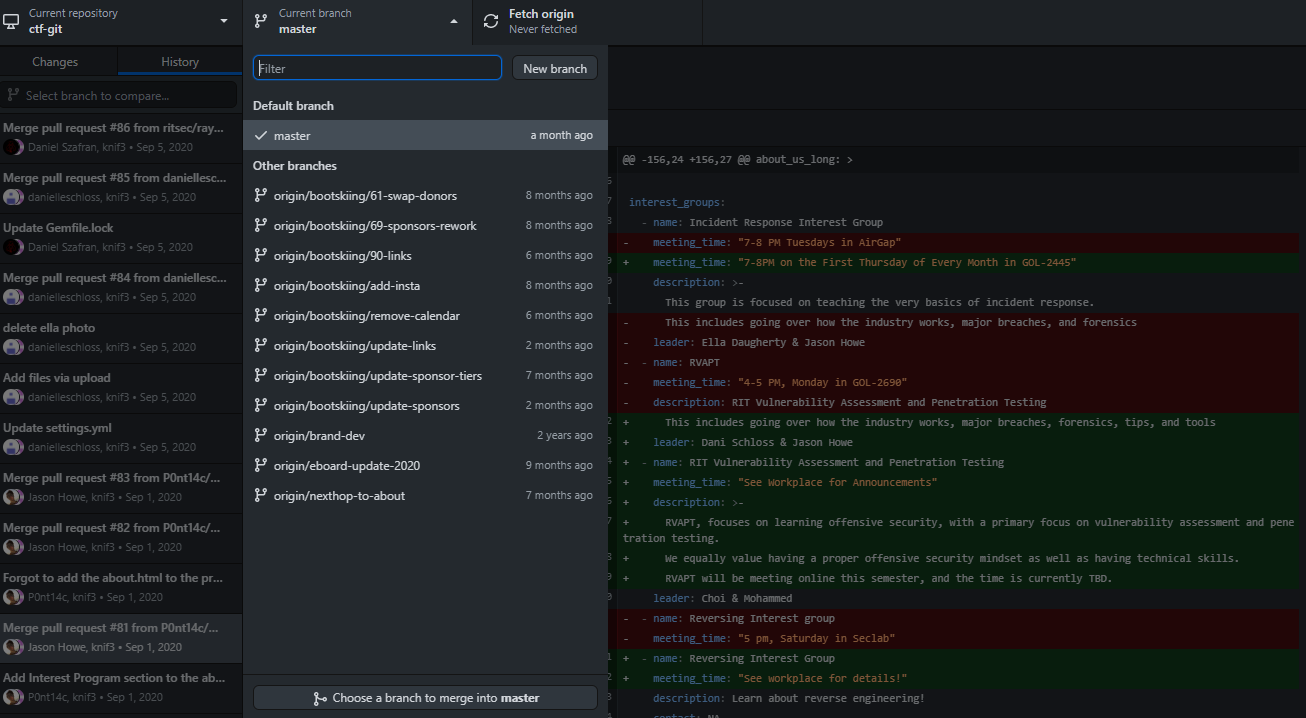 Current repository
ctf-git
Current branch
master
Fetch origin
Never fetched
Changes
History
Select branch to compare...
Merge pull request #86 from ritsec/ray...
Daniel Szafran, knif3 • Sep 5, 2020
Merge pull request #85 from daniellesc...
danielleschloss, knif3 • Sep 5, 2020
Update Gemfile.lock
Daniel Szafran, knif3 • Sep 5, 2020
Merge pull request #84 from daniellesc...
danielleschloss, knif3 • Sep 5, 2020
delete ella photo
danielleschloss, knif3 • Sep 5, 2020
Add files via upload
danielleschloss, knif3 • Sep 5, 2020
Update settings.yml
danielleschloss, knif3 • Sep 5, 2020
Merge pull request #83 from P0nt14c/...
Jason Howe, knif3 • Sep 1, 2020
Merge pull request #82 from P0nt14c/...
Jason Howe, knif3 • Sep 1, 2020
Forgot to add the about.html to the pr...
P0nt14c, knif3 • Sep 1, 2020
Merge pull request #81 from P0nt14c/...
Jason Howe, knif3 • Sep 1, 2020
Add Interest Program section to the ab...
P0nt14c, knif3 • Sep 1, 2020
Filter
New branch
Default branch
master a month ago
Other branches
origin/bootskiing/61-swap-donors 8 months ago
origin/bootskiing/69-sponsors-rework 8 months ago
origin/bootskiing/90-links 6 months ago
origin/bootskiing/add-insta 8 months ago
origin/bootskiing/remove-calendar 6 months ago
origin/bootskiing/update-links 2 months ago
origin/bootskiing/update-sponsor-tiers 7 months ago
origin/bootskiing/update-sponsors 2 months ago
origin/brand-dev 2 years ago
origin/eboard-update-2020 9 months ago
origin/nexthop-to-about 7 months ago
Choose a branch to merge into master
@@ -156,24 +156,27 @@ about_us_long: >
interest_groups:
- name: Incident Response Interest Group
- meeting_time: "7-8 PM Tuesdays in AirGap"
+ meeting_time: "7-8PM on the First Thursday of Every Month in GOL-2445"
description: >-
This group is focused on teaching the very basics of incident response.
- This includes going over how the industry works, major breaches, and forensics
- leader: Ella Daugherty & Jason Howe
- - name: RVAPT
- meeting_time: "4-5 PM, Monday in GOL-2690"
- description: RIT Vulnerability Assessment and Penetration Testing
+ This includes going over how the industry works, major breaches, forensics, tips, and tools
+ leader: Dani Schloss & Jason Howe
+ - name: RIT Vulnerability Assessment and Penetration Testing
+ meeting_time: "See Workplace for Announcements"
+ description: >-
+ RVAPT, focuses on learning offensive security, with a primary focus on vulnerability assessment and pene
tration testing.
+ We equally value having a proper offensive security mindset as well as having technical skills.
+ RVAPT will be meeting online this semester, and the time is currently TBD.
leader: Choi & Mohammed
- - name: Reversing Interest group
- meeting_time: "5 pm, Saturday in Seclab"
+ - name: Reversing Interest Group
+ meeting_time: "See workplace for details!"
description: Learn about reverse engineering!